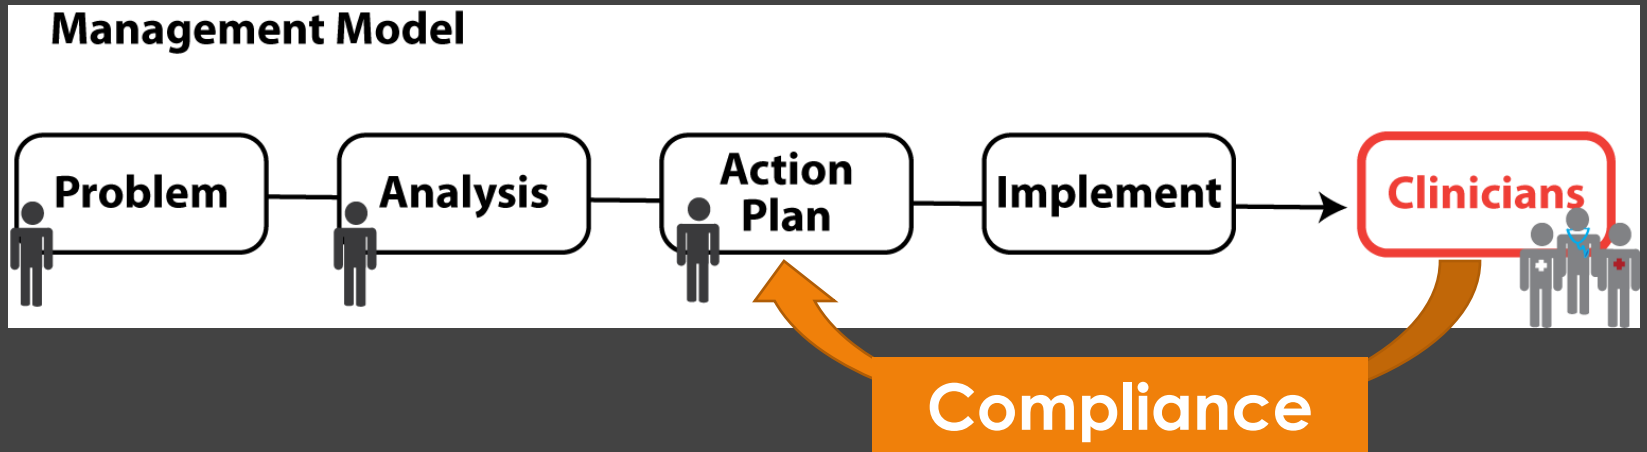 Management Model
Problem
Analysis
Action
Plan
Implement
Clinicians
Compliance